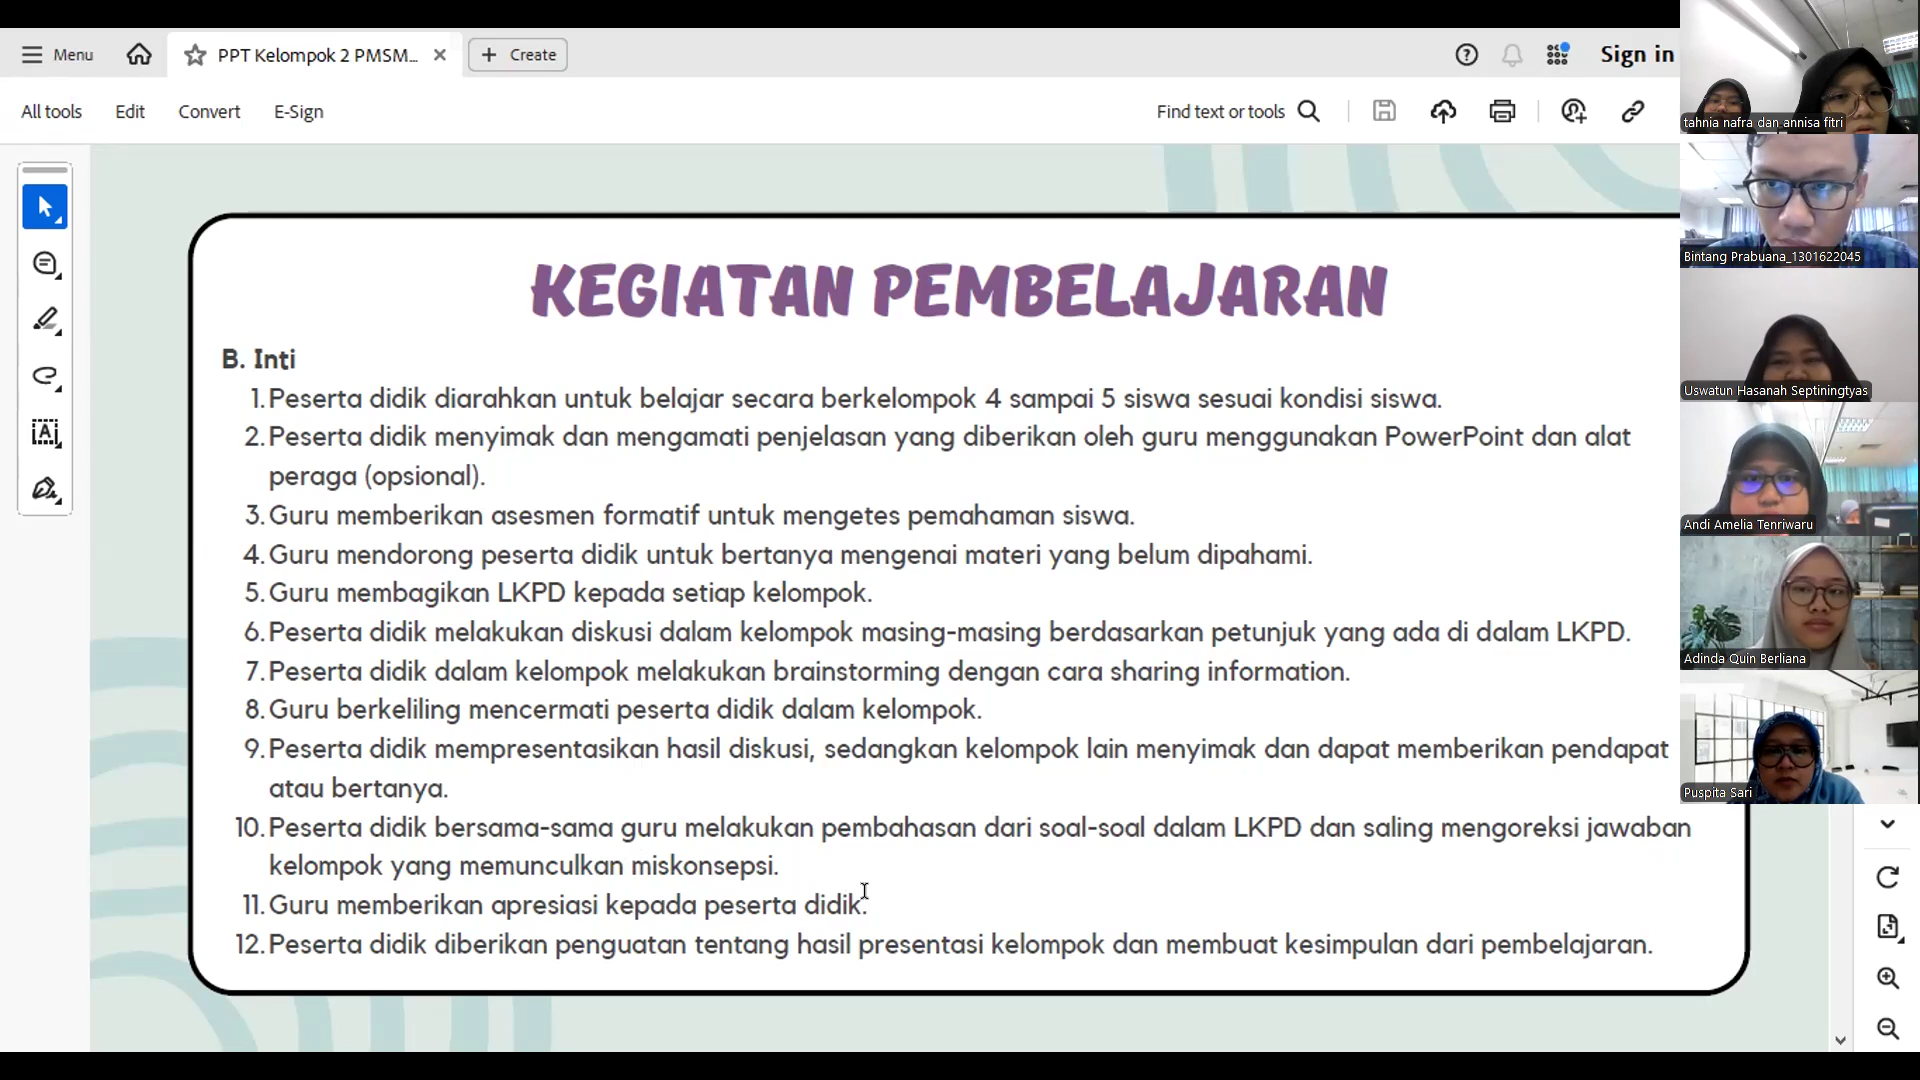 Menu
PPT Kelompok 2 PMSM...
Create
Sign in
All tools
Edit
Convert
E-Sign
Find text or tools
KEGIATAN PEMBELAJARAN
B. Inti
1. Peserta didik diarahkan untuk belajar secara berkelompok 4 sampai 5 siswa sesuai kondisi siswa.
2. Peserta didik menyimak dan mengamati penjelasan yang diberikan oleh guru menggunakan PowerPoint dan alat
peraga (opsional).
3. Guru memberikan asesmen formatif untuk mengetes pemahaman siswa.
4. Guru mendorong peserta didik untuk bertanya mengenai materi yang belum dipahami.
5. Guru membagikan LKPD kepada setiap kelompok.
6. Peserta didik melakukan diskusi dalam kelompok masing-masing berdasarkan petunjuk yang ada di dalam LKPD.
7. Peserta didik dalam kelompok melakukan brainstorming dengan cara sharing information.
8. Guru berkeliling mencermati peserta didik dalam kelompok.
9. Peserta didik mempresentasikan hasil diskusi, sedangkan kelompok lain menyimak dan dapat memberikan pendapat
atau bertanya.
10. Peserta didik bersama-sama guru melakukan pembahasan dari soal-soal dalam LKPD dan saling mengoreksi jawaban
kelompok yang memunculkan miskonsepsi.
11. Guru memberikan apresiasi kepada peserta didik.
12. Peserta didik diberikan penguatan tentang hasil presentasi kelompok dan membuat kesimpulan dari pembelajaran.
tahnia nafra dan annisa fitri
Bintang Prabuana_1301622045
Uswatun Hasanah Septiningtyas
Andi Amelia Tenriwaru
Adinda Quin Berliana
Puspita Sari